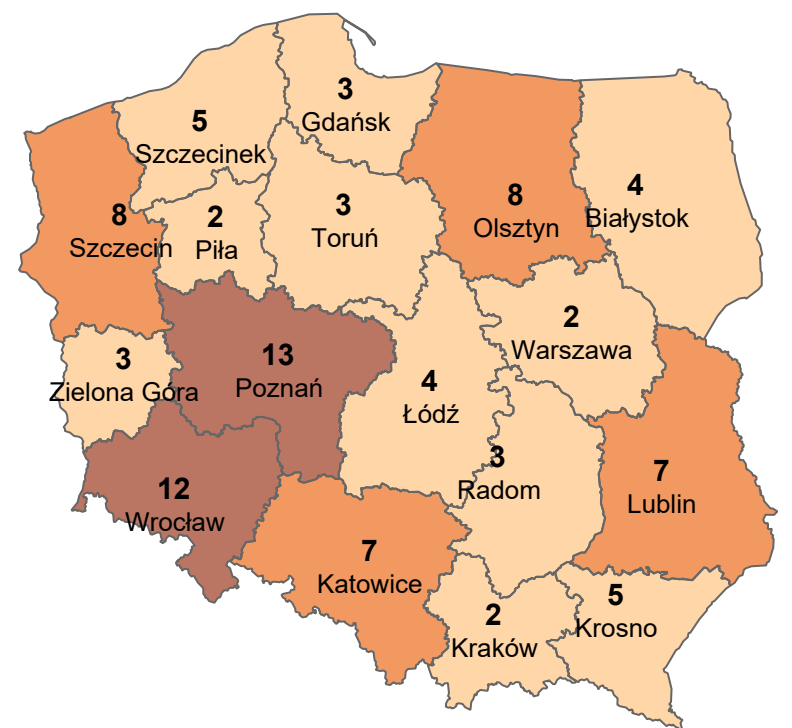 3
Gdańsk
5
Szczecinek
8
Szczecin
2
Piła
3
Toruń
8
Olsztyn
4
Białystok
2
Warszawa
3
Zielona Góra
13
Poznań
4
Łódź
3
Radom
7
Lublin
12
Wrocław
7
Katowice
2
Kraków
5
Krosno